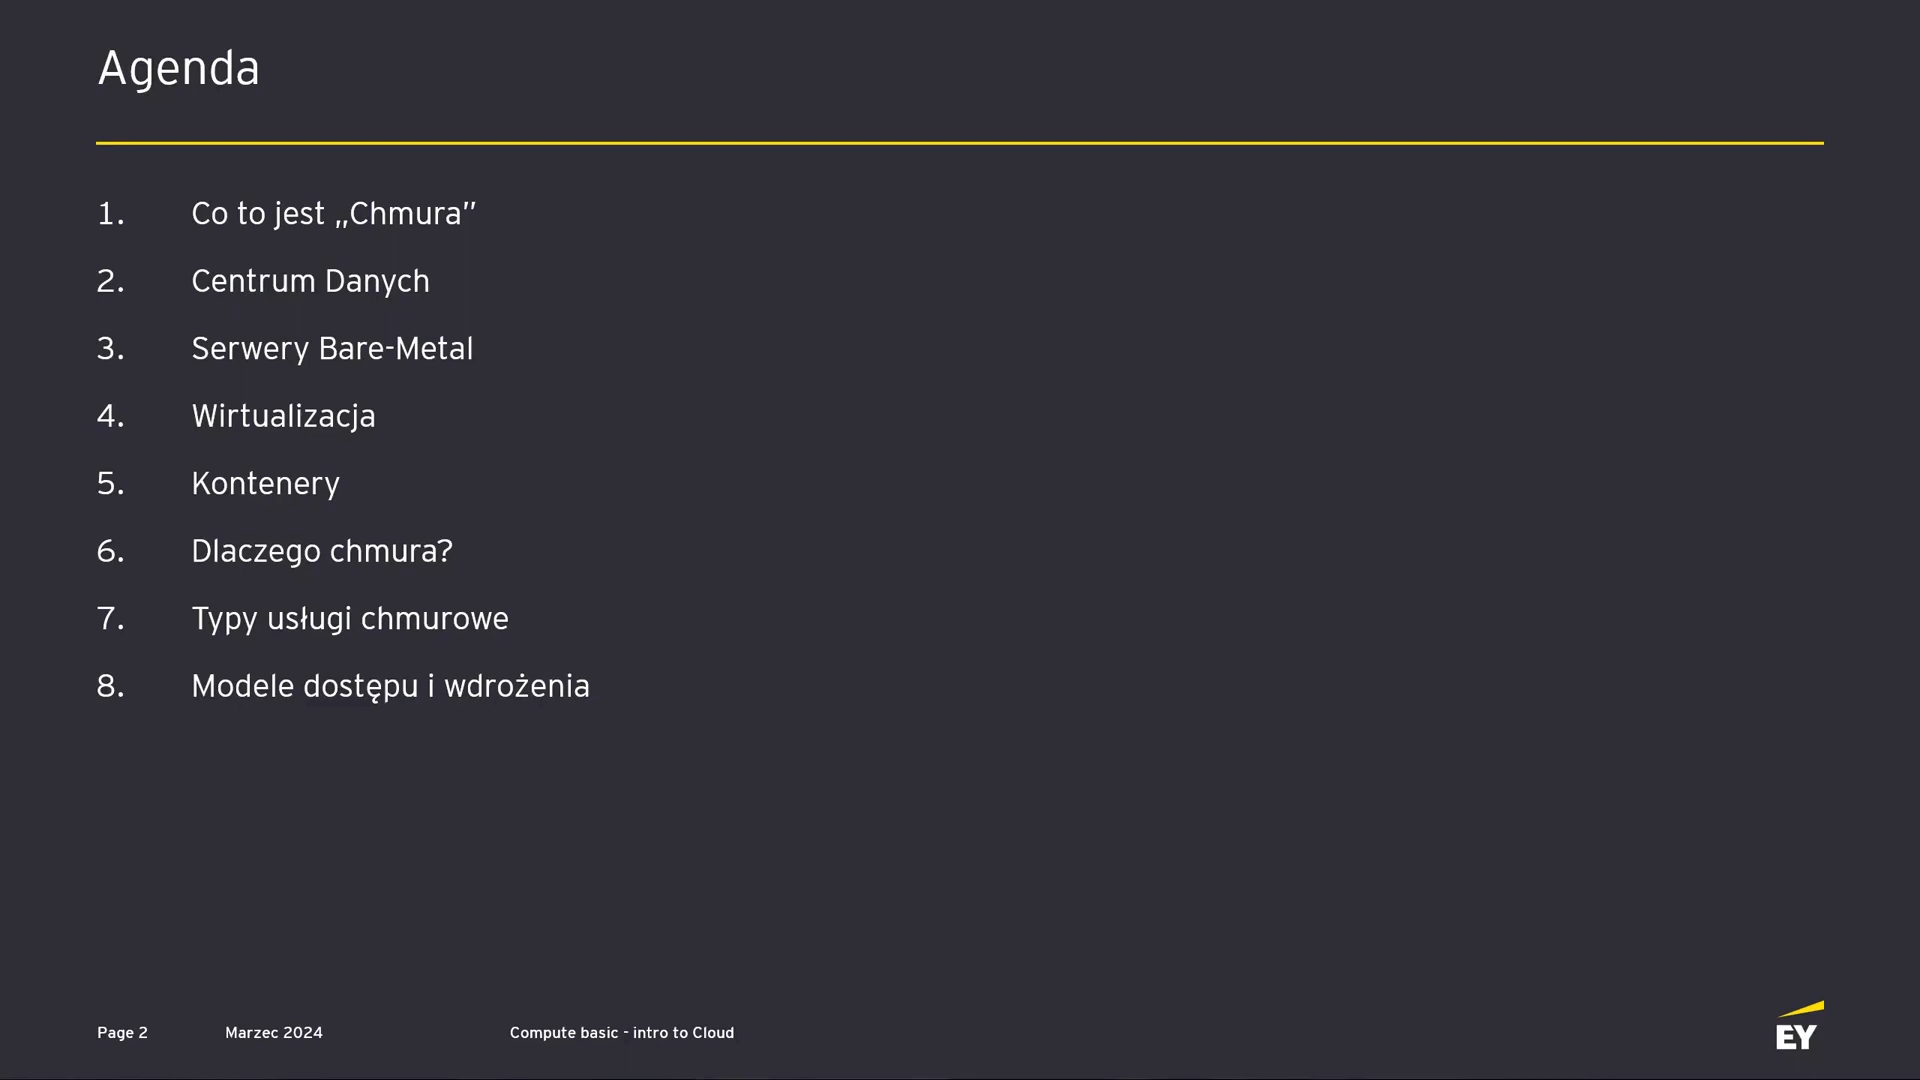 Agenda
1. Co to jest „Chmura”
2. Centrum Danych
3. Serwery Bare-Metal
4. Wirtualizacja
5. Kontenery
6. Dlaczego chmura?
7. Typy usługi chmurowe
8. Modele dostępu i wdrożenia
Page 2 Marzec 2024 Compute basic - intro to Cloud
EY